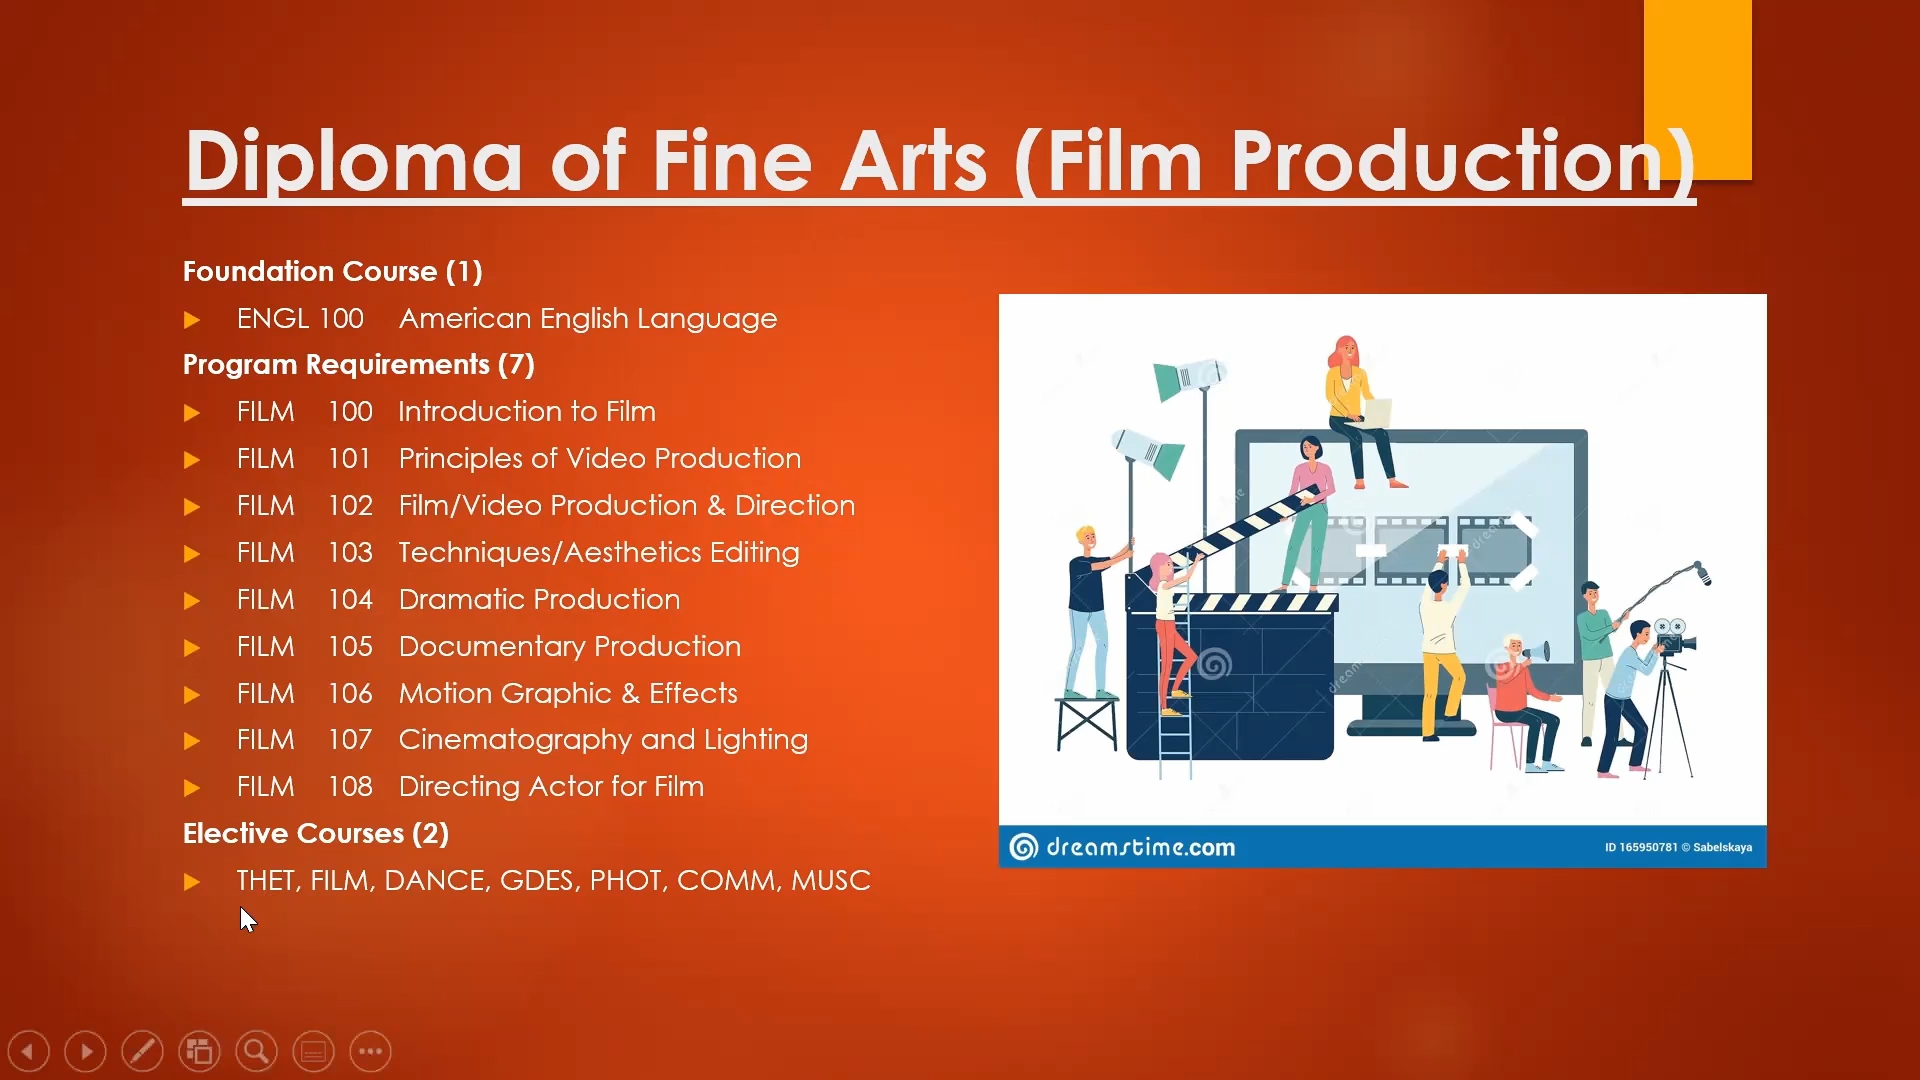 Diploma of Fine Arts (Film Production)
Foundation Course (1)
ENGL 100 American English Language
Program Requirements (7)
FILM 100 Introduction to Film
FILM 101 Principles of Video Production
FILM 102 Film/Video Production & Direction
FILM 103 Techniques/Aesthetics Editing
FILM 104 Dramatic Production
FILM 105 Documentary Production
FILM 106 Motion Graphic & Effects
FILM 107 Cinematography and Lighting
FILM 108 Directing Actor for Film
Elective Courses (2)
THET, FILM, DANCE, GDES, PHOT, COMM, MUSC
dreamstime.com
ID 165950781 © Sabelskaya